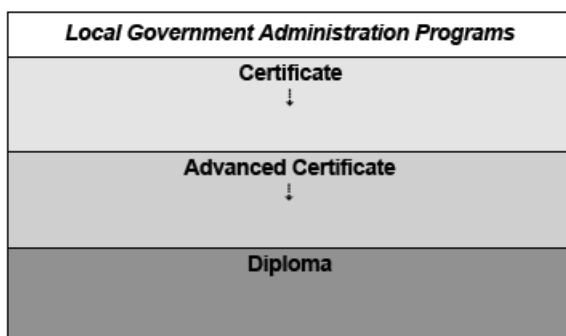 Local Government Administration Programs
Certificate
Advanced Certificate
Diploma